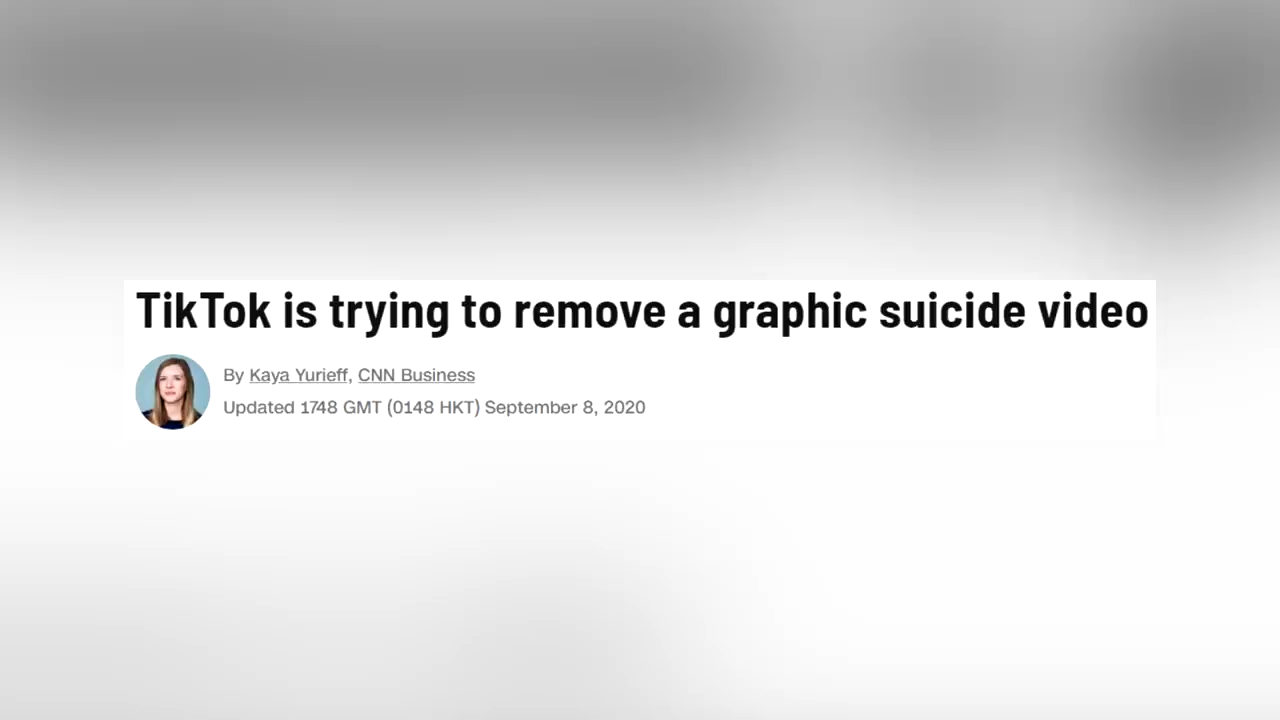 TikTok is trying to remove a graphic suicide video
By Kaya Yurieff, CNN Business
Updated 1748 GMT (0148 HKT) September 8, 2020